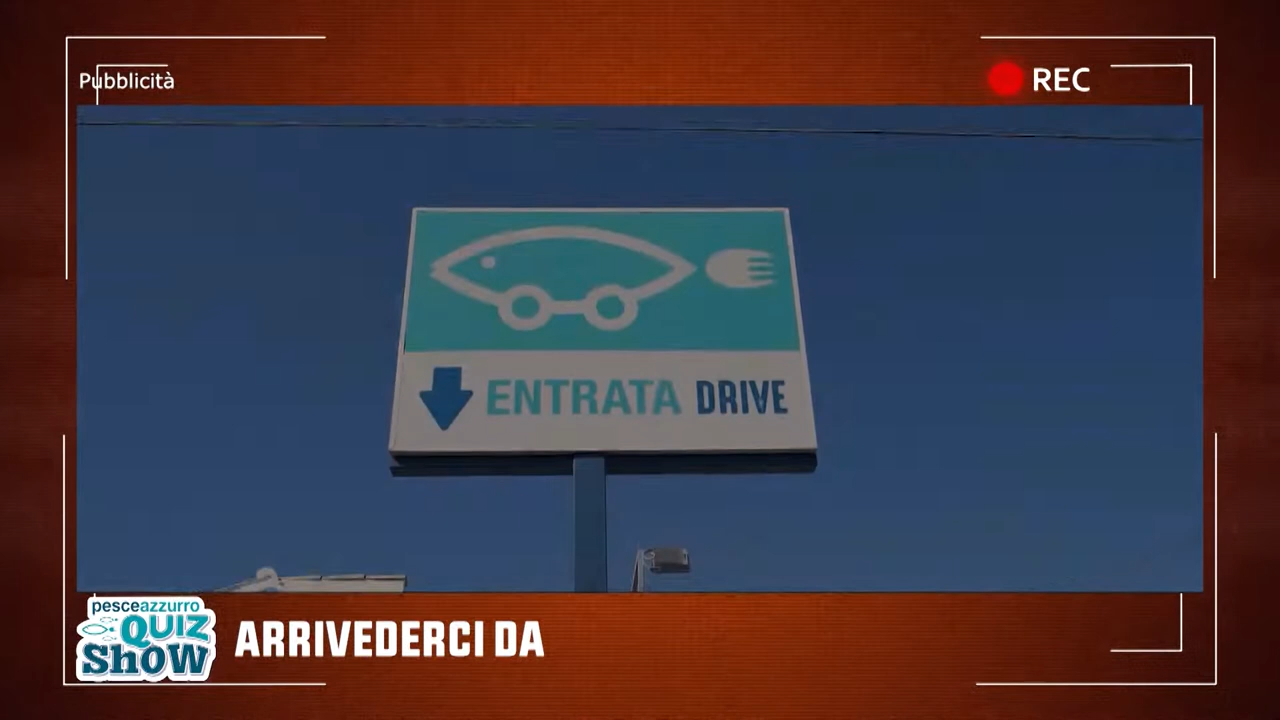 Pubblicità
REC
ENTRATA DRIVE
pesceazzurro
QUIZ
Show
ARRIVEDERCI DA